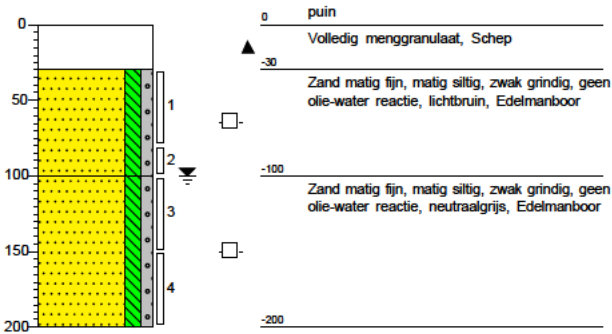 0
50
100
150
200
1
2
3
4
0
puin
Volledig menggranulaat, Schep
-30
Zand matig fijn, matig siltig, zwak grindig, geen
olie-water reactie, lichtbruin, Edelmanboor
-100
Zand matig fijn, matig siltig, zwak grindig, geen
olie-water reactie, neutraalgrijs, Edelmanboor
-200